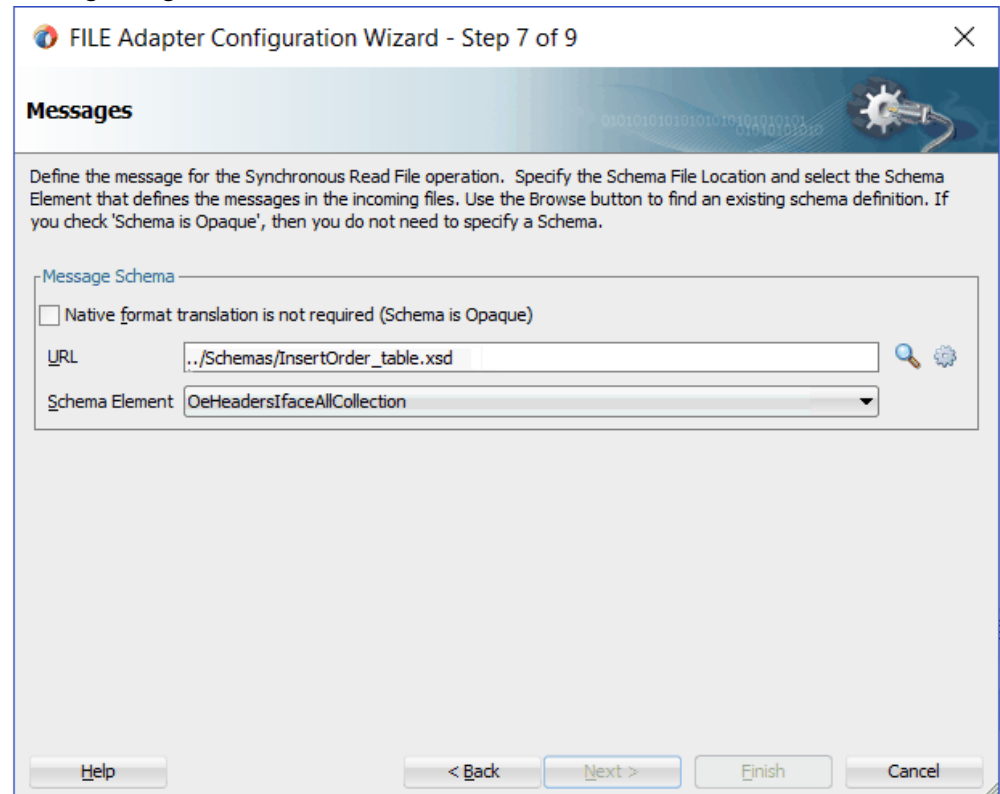 FILE Adapter Configuration Wizard - Step 7 of 9
Messages
Define the message for the Synchronous Read File operation. Specify the Schema File Location and select the Schema
Element that defines the messages in the incoming files. Use the Browse button to find an existing schema definition. If
you check 'Schema is Opaque', then you do not need to specify a Schema.
Message Schema
Native format translation is not required (Schema is Opaque)
URL ../Schemas/InsertOrder_table.xsd
Schema Element OeHeadersIfaceAllCollection
Help < Back Next > Finish Cancel